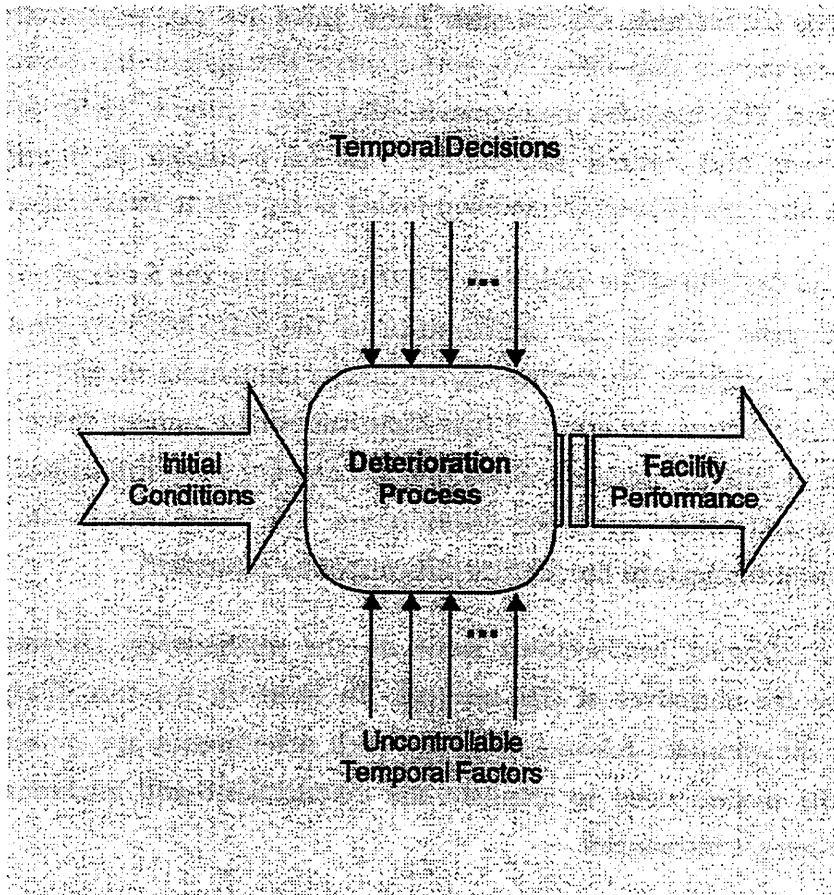 Temporal Decisions
...
Initial
Conditions
Deterioration
Process
Facility
Performance
...
Uncontrollable
Temporal Factors